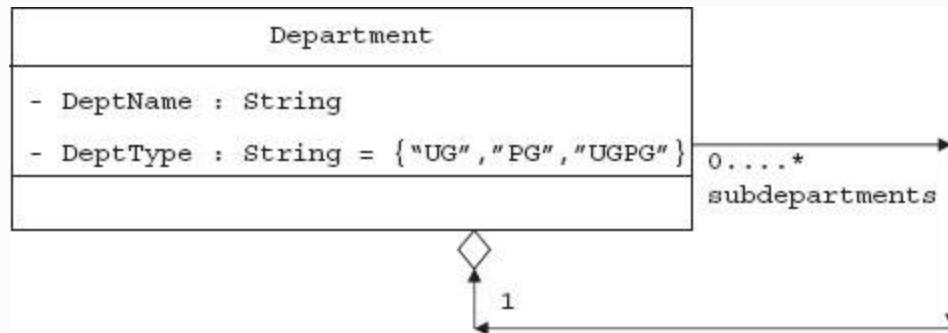 Department
- DeptName : String
- DeptType : String = {“UG”,”PG”,”UGPG”}
0....*
subdepartments
1